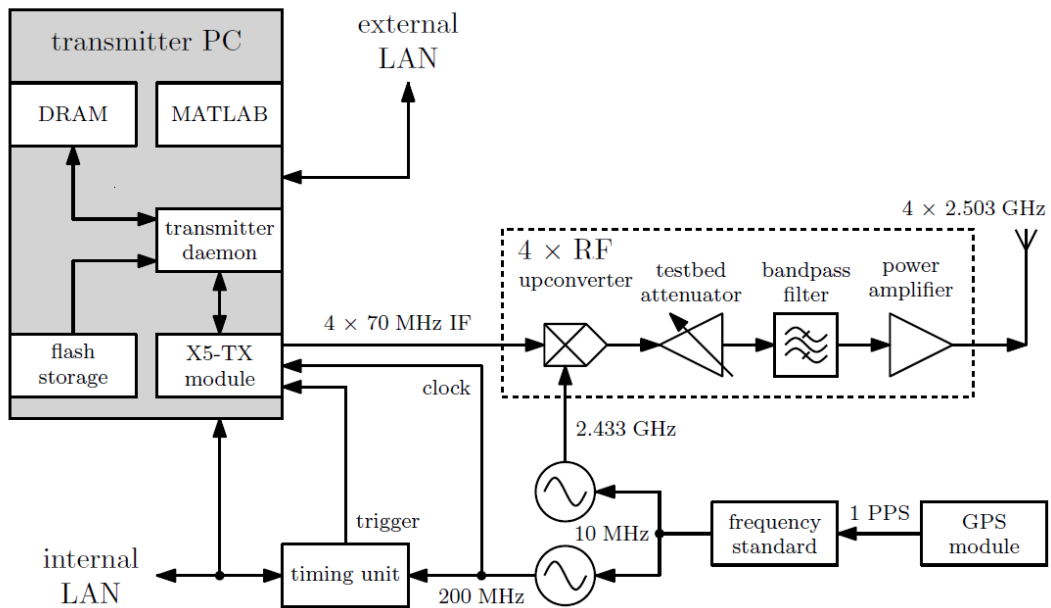 transmitter PC
external
LAN
DRAM
MATLAB
transmitter
daemon
4 × 2.503 GHz
4 × RF
upconverter
testbed
attenuator
bandpass
filter
power
amplifier
4 × 70 MHz IF
flash
storage
X5-TX
module
clock
2.433 GHz
trigger
10 MHz
frequency
standard
1 PPS
GPS
module
internal
LAN
timing unit
200 MHz